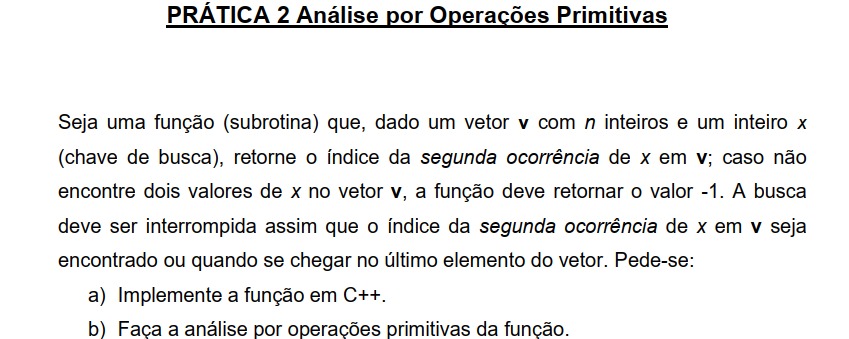 PRÁTICA 2 Análise por Operações Primitivas
Seja uma função (subrotina) que, dado um vetor v com n inteiros e um inteiro x
(chave de busca), retorne o índice da segunda ocorrência de x em v; caso não
encontre dois valores de x no vetor v, a função deve retornar o valor -1. A busca
deve ser interrompida assim que o índice da segunda ocorrência de x em v seja
encontrado ou quando se chegar no último elemento do vetor. Pede-se:
a) Implemente a função em C++.
b) Faça a análise por operações primitivas da função.